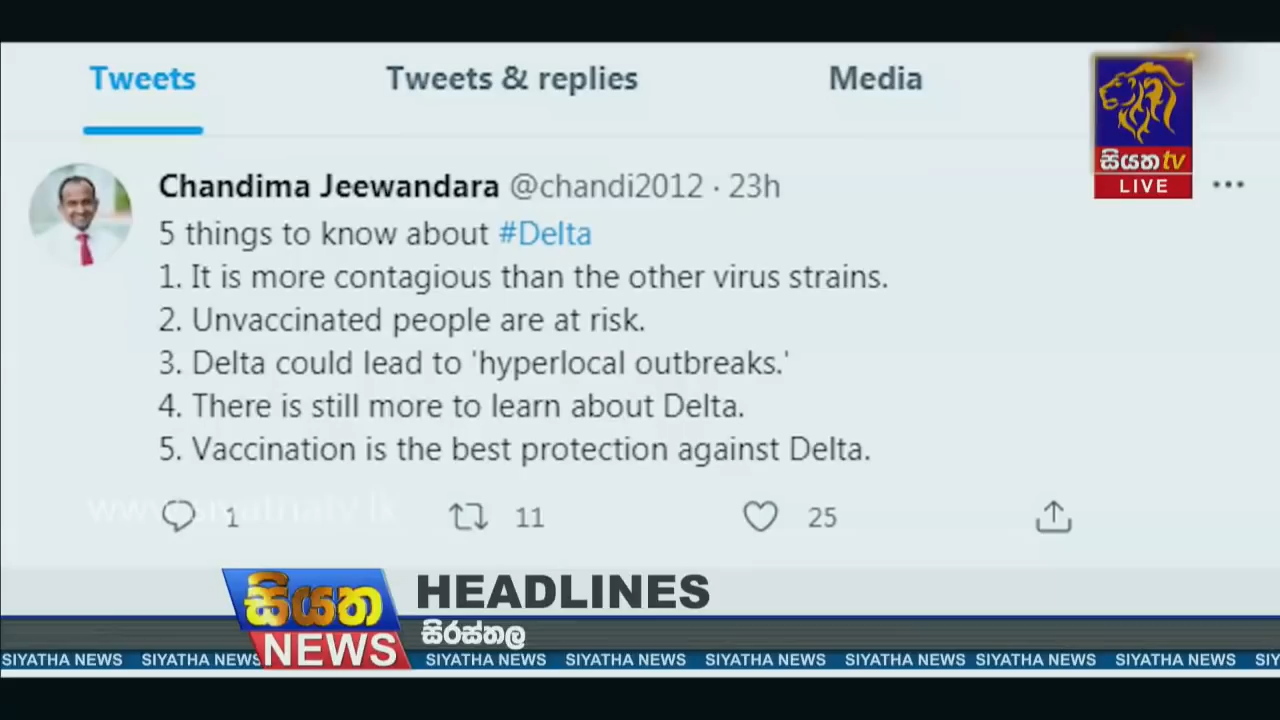 Tweets Tweets & replies Media
සියත tv
LIVE
Chandima Jeewandara @chandi2012 · 23h
5 things to know about #Delta
1. It is more contagious than the other virus strains.
2. Unvaccinated people are at risk.
3. Delta could lead to 'hyperlocal outbreaks.'
4. There is still more to learn about Delta.
5. Vaccination is the best protection against Delta.
www.siyathatv.lk
1 11 25
සියත
NEWS
HEADLINES
සිරස්තල
SIYATHA NEWS SIYATHA NEWS SIYATHA NEWS SIYATHA NEWS SIYATHA NEWS SIYATHA NEWS SIYATHA NEWS SIYATHA NEWS SIY